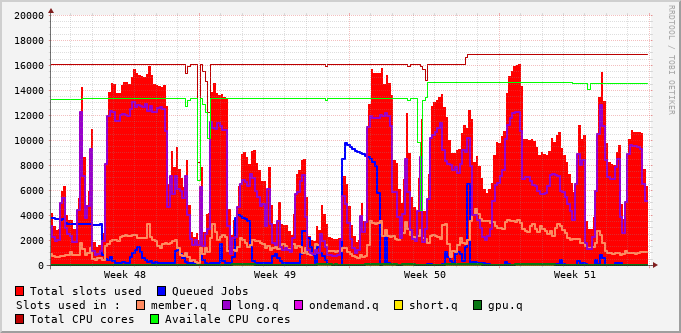 20000
18000
16000
14000
12000
10000
8000
6000
4000
2000
0
Week 48 Week 49 Week 50 Week 51
RRDTOOL / TOBI OETIKER
Total slots used Queued Jobs
Slots used in : member.q long.q ondemand.q short.q gpu.q
Total CPU cores Availale CPU cores